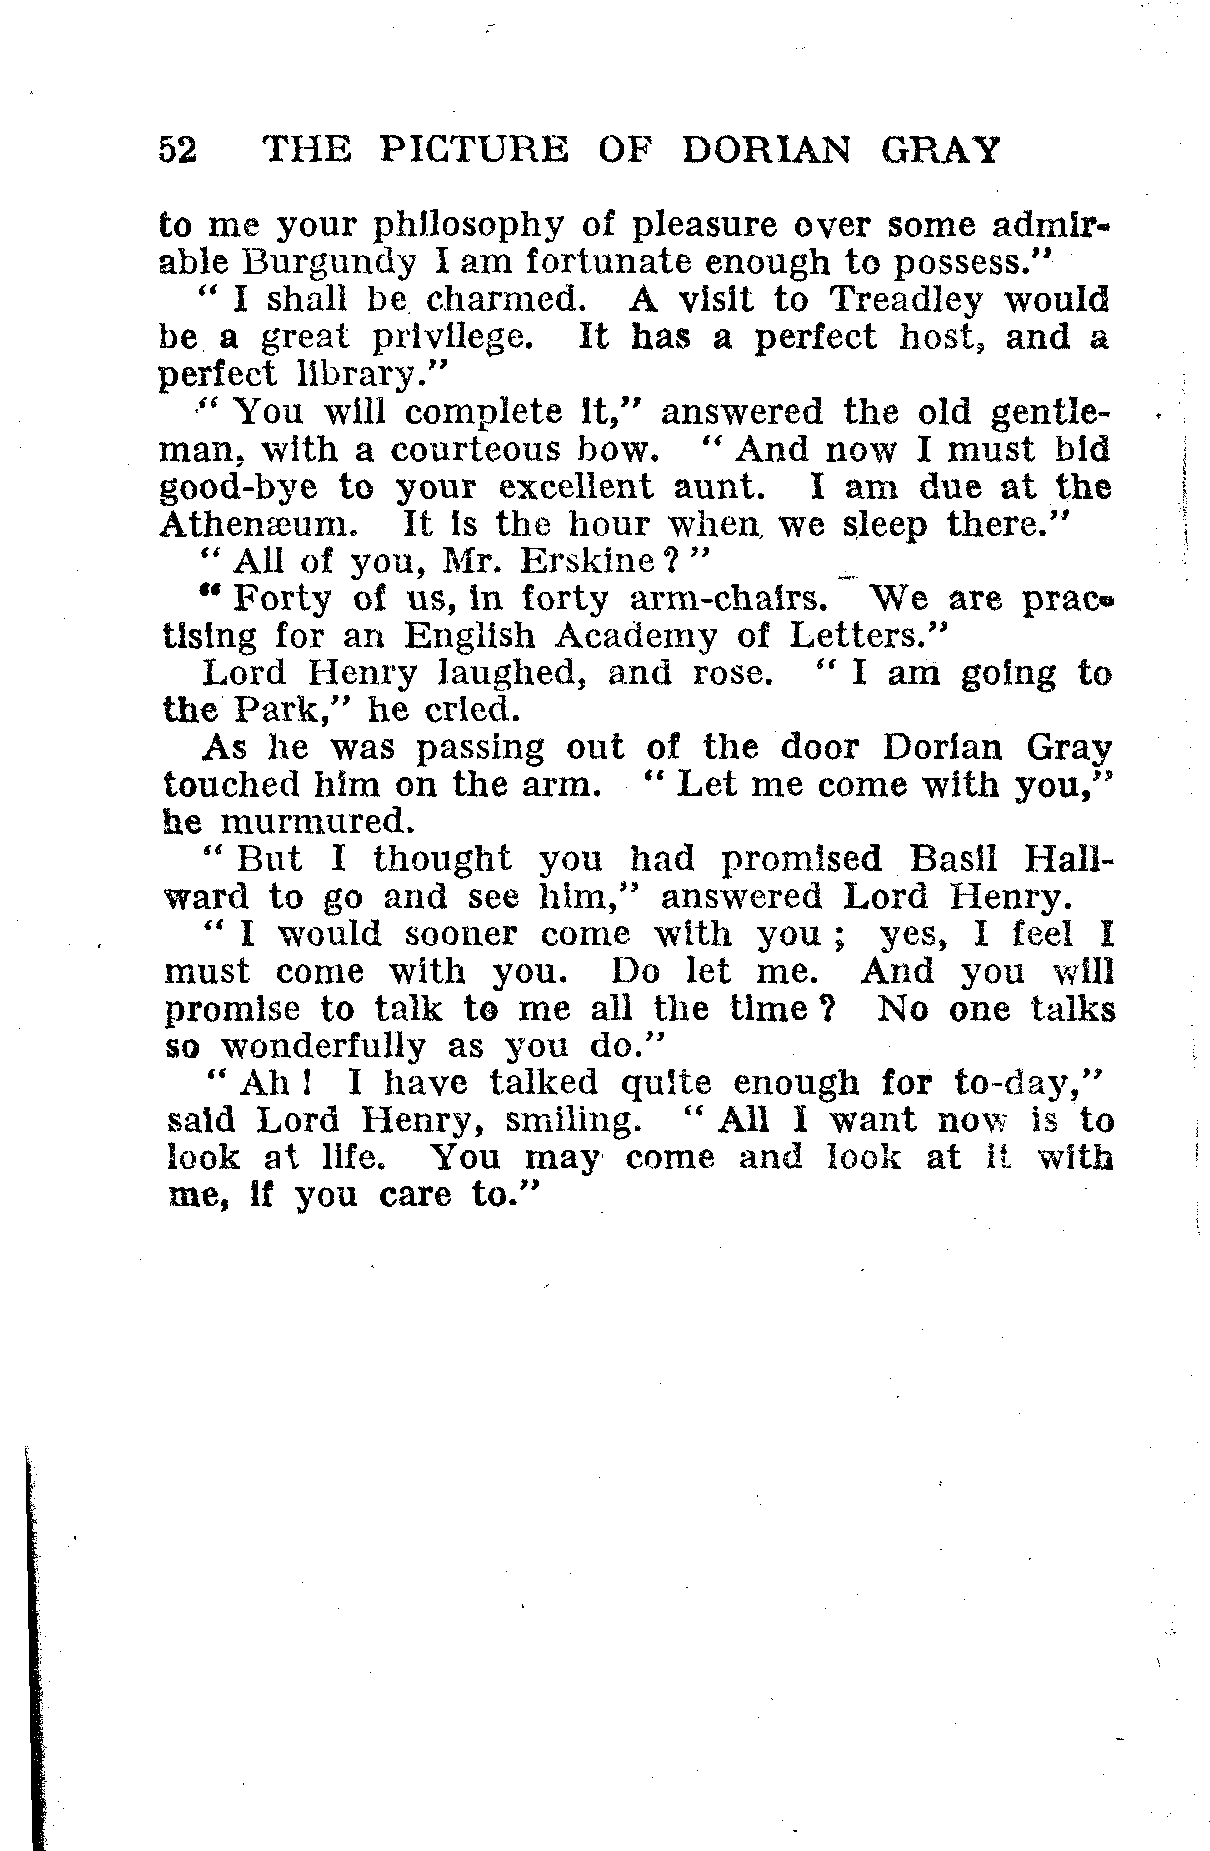 52 THE PICTURE OF DORIAN GRAY
to me your philosophy of pleasure over some admir-
able Burgundy I am fortunate enough to possess.”
“ I shall be charmed. A visit to Treadley would
be a great privilege. It has a perfect host, and a
perfect library.”
“ You will complete it,” answered the old gentle-
man, with a courteous bow. “ And now I must bid
good-bye to your excellent aunt. I am due at the
Athenæum. It is the hour when we sleep there.”
“ All of you, Mr. Erskine ? ”
“ Forty of us, in forty arm-chairs. We are prac-
tising for an English Academy of Letters.”
Lord Henry laughed, and rose. “ I am going to
the Park,” he cried.
As he was passing out of the door Dorian Gray
touched him on the arm. “ Let me come with you,”
he murmured.
“ But I thought you had promised Basil Hall-
ward to go and see him,” answered Lord Henry.
“ I would sooner come with you ; yes, I feel I
must come with you. Do let me. And you will
promise to talk to me all the time ? No one talks
so wonderfully as you do.”
“ Ah ! I have talked quite enough for to-day,”
said Lord Henry, smiling. “ All I want now is to
look at life. You may come and look at it with
me, if you care to.”